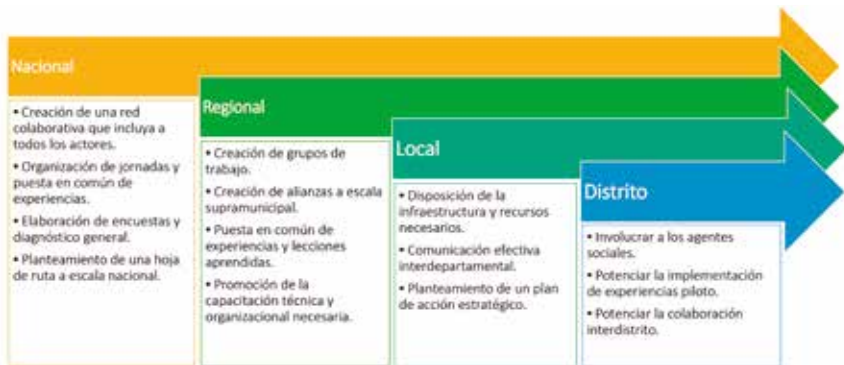 Nacional
• Creación de una red
colaborativa que incluya a
todos los actores.
• Organización de jornadas y
puesta en común de
experiencias.
• Elaboración de encuestas y
diagnóstico general.
• Planteamiento de una hoja
de ruta a escala nacional.
Regional
• Creación de grupos de
trabajo.
• Creación de alianzas a escala
supramunicipal.
• Puesta en común de
experiencias y lecciones
aprendidas.
• Promoción de la
capacitación técnica y
organizacional necesaria.
Local
• Disposición de la
infraestructura y recursos
necesarios.
• Comunicación efectiva
interdepartamental.
• Planteamiento de un plan
de acción estratégico.
Distrito
• Involucrar a los agentes
sociales.
• Potenciar la implementación
de experiencias piloto.
• Potenciar la colaboración
interdistrito.